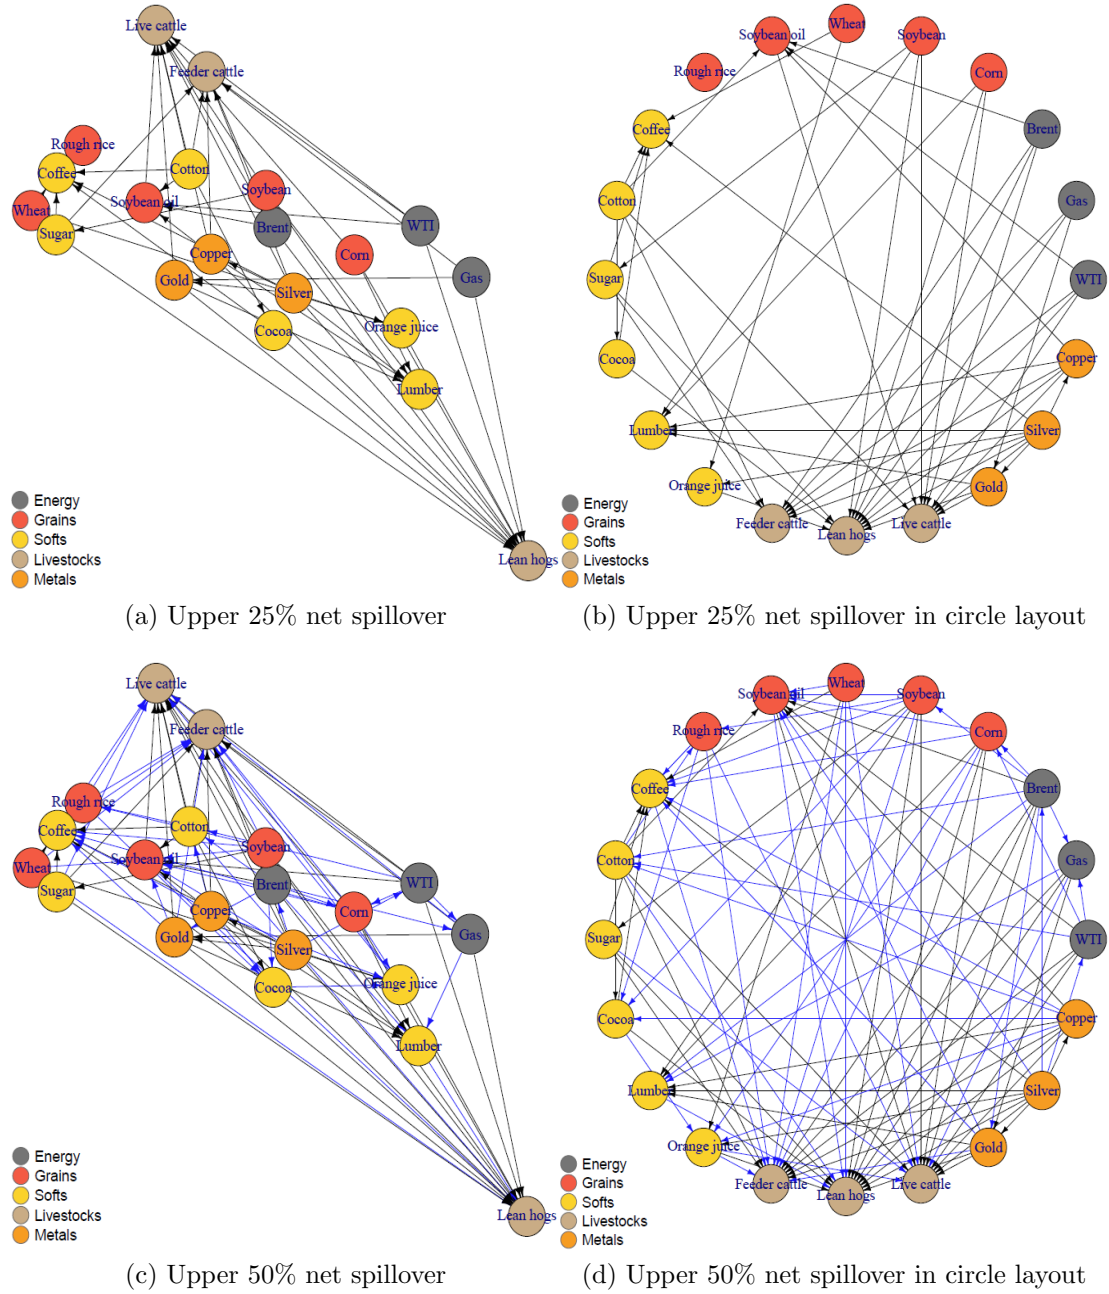 Live cattle
Feeder cattle
Rough rice
Coffee
Cotton
Wheat
Soybean oil
Soybean
Sugar
Brent
WTI
Copper
Corn
Gold
Silver
Gas
Cocoa
Orange juice
Lumber
Lean hogs
Energy
Grains
Softs
Livestocks
Metals
(a) Upper 25% net spillover
Wheat
Soybean oil
Soybean
Rough rice
Corn
Coffee
Brent
Cotton
Gas
Sugar
WTI
Cocoa
Copper
Lumber
Silver
Orange juice
Gold
Feeder cattle
Lean hogs
Live cattle
Energy
Grains
Softs
Livestocks
Metals
(b) Upper 25% net spillover in circle layout
Live cattle
Feeder cattle
Rough rice
Coffee
Cotton
Wheat
Soybean oil
Soybean
Sugar
Brent
WTI
Copper
Corn
Gold
Silver
Gas
Cocoa
Orange juice
Lumber
Lean hogs
Energy
Grains
Softs
Livestocks
Metals
(c) Upper 50% net spillover
Wheat
Soybean oil
Soybean
Rough rice
Corn
Coffee
Brent
Cotton
Gas
Sugar
WTI
Cocoa
Copper
Lumber
Silver
Orange juice
Gold
Feeder cattle
Lean hogs
Live cattle
Energy
Grains
Softs
Livestocks
Metals
(d) Upper 50% net spillover in circle layout